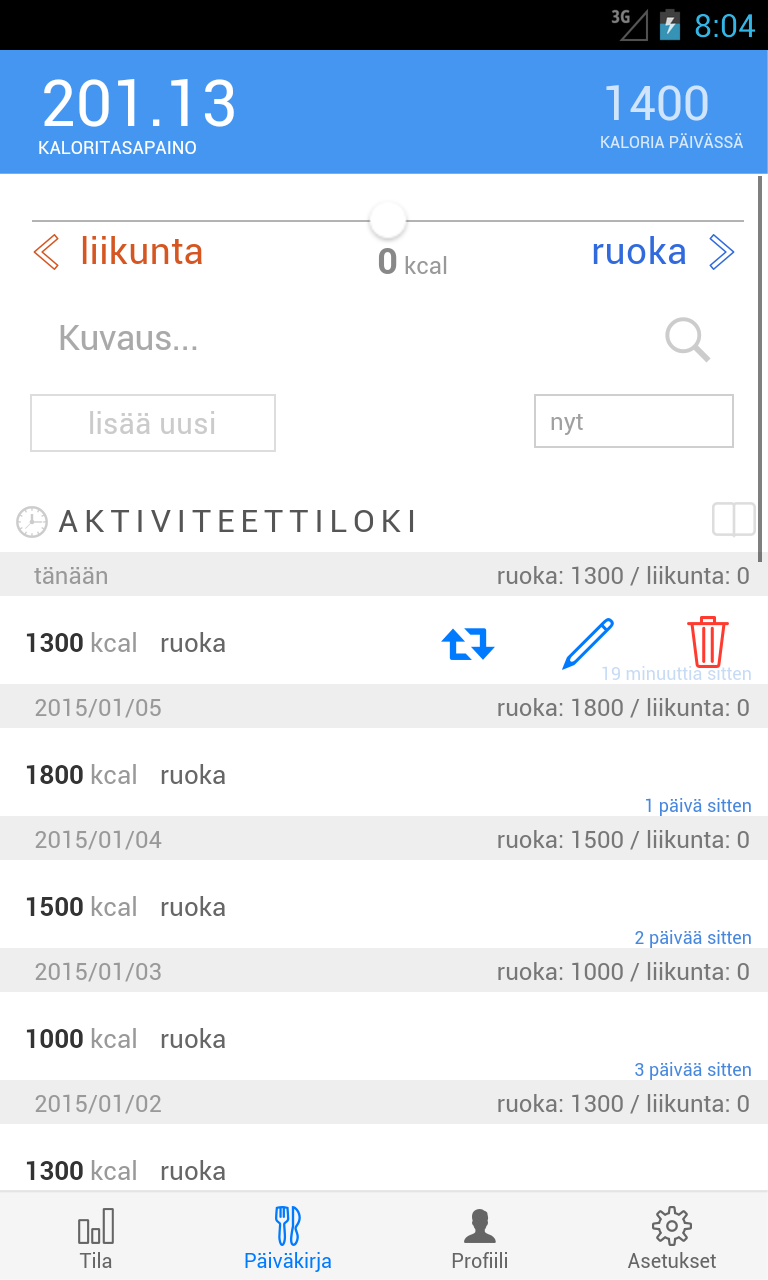 3G 8:04
201.13 1400
KALORITASAPAINO KALORIA PÄIVÄSSÄ
liikunta 0 kcal ruoka
Kuvaus...
lisää uusi nyt
AKTIVITEETTILOKI
tänään ruoka: 1300 / liikunta: 0
1300 kcal ruoka
19 minuuttia sitten
2015/01/05 ruoka: 1800 / liikunta: 0
1800 kcal ruoka
1 päivä sitten
2015/01/04 ruoka: 1500 / liikunta: 0
1500 kcal ruoka
2 päivää sitten
2015/01/03 ruoka: 1000 / liikunta: 0
1000 kcal ruoka
3 päivää sitten
2015/01/02 ruoka: 1300 / liikunta: 0
1300 kcal ruoka
Tila Päiväkirja Profiili Asetukset